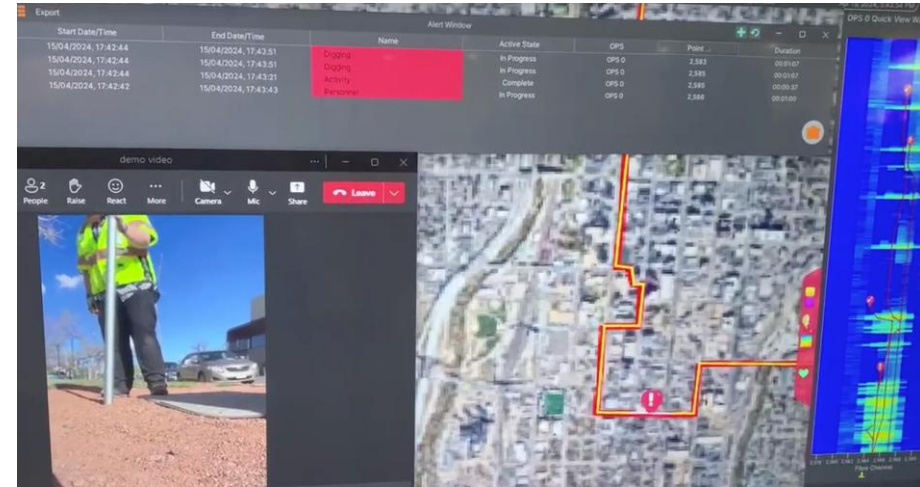 Export
Alert Window
Start Date/Time End Date/Time Name Active State OPS Point Duration
15/04/2024, 17:42:44 15/04/2024, 17:43:51 Digging In Progress OPS 0 2,583 00:01:07
15/04/2024, 17:42:44 15/04/2024, 17:43:51 Digging In Progress OPS 0 2,585 00:01:07
15/04/2024, 17:42:44 15/04/2024, 17:43:21 Activity Complete OPS 0 2,585 00:00:37
15/04/2024, 17:42:42 15/04/2024, 17:43:43 Personnel In Progress OPS 0 2,586 00:01:00
OPS 0 Quick View
demo video
2
People Raise React More Camera Mic Share Leave
Fibre Channel